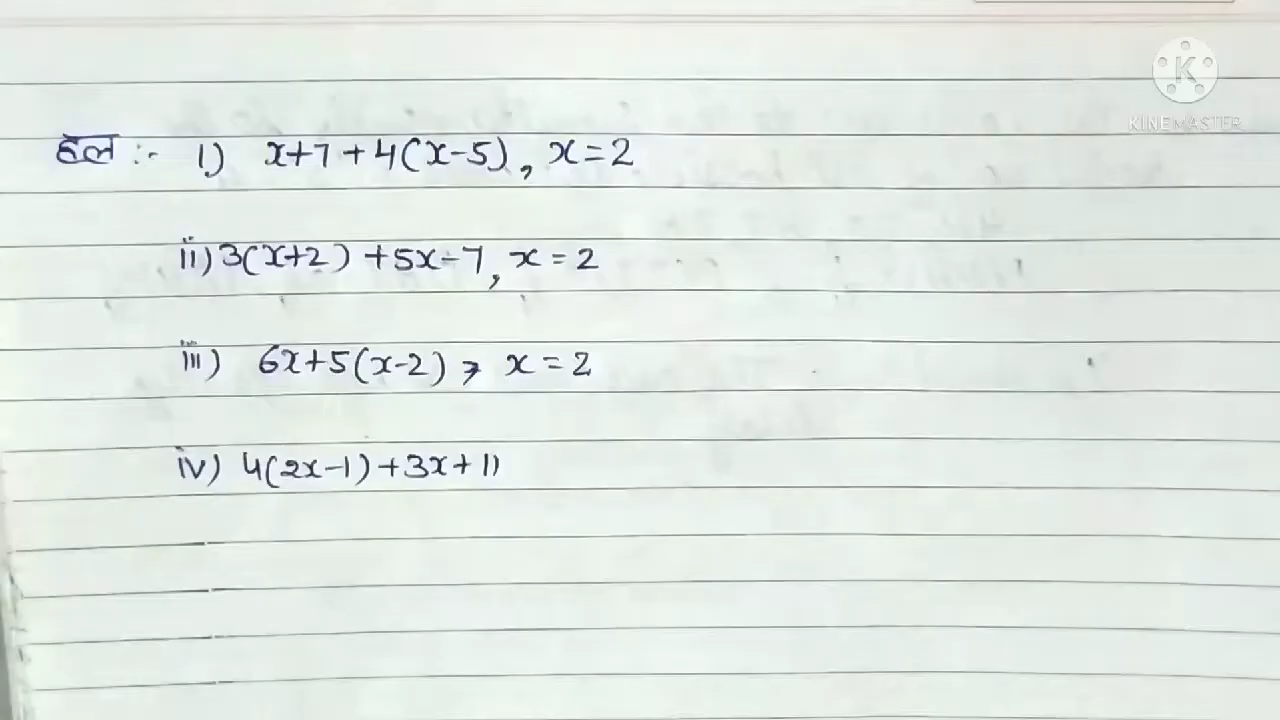 हल :- i) x+7+4(x-5), x=2
ii) 3(x+2)+5x-7, x=2
iii) 6x+5(x-2), x=2
iv) 4(2x-1)+3x+11
KINEMASTER